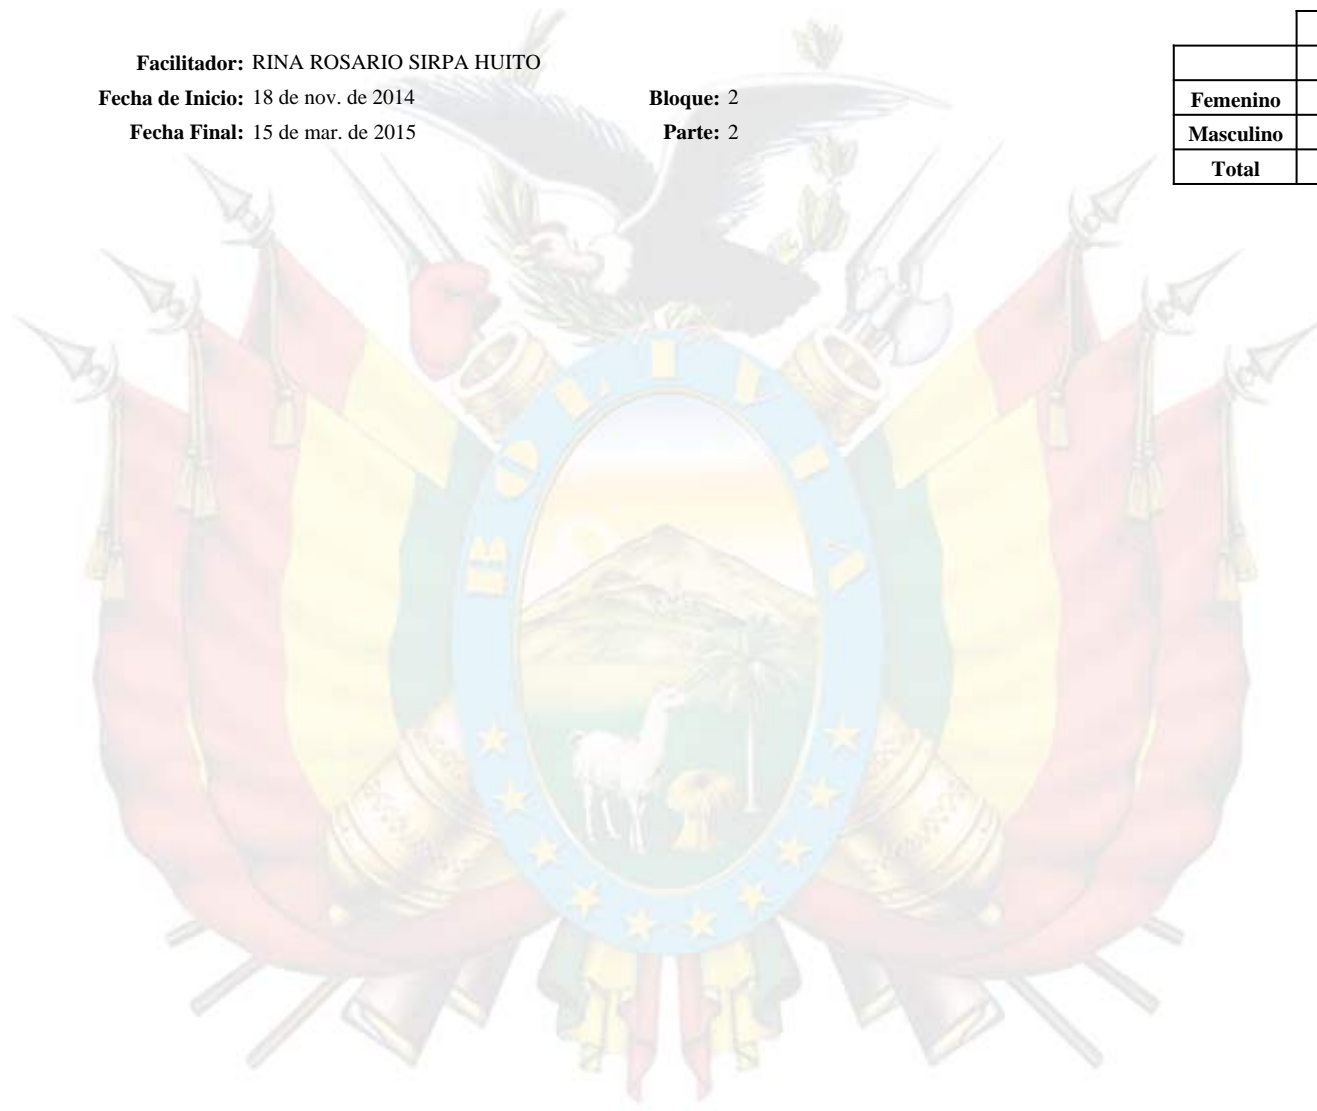 Facilitador: RINA ROSARIO SIRPA HUITO
Fecha de Inicio: 18 de nov. de 2014 Bloque: 2
Fecha Final: 15 de mar. de 2015 Parte: 2
Femenino
Masculino
Total
BOLIVIA